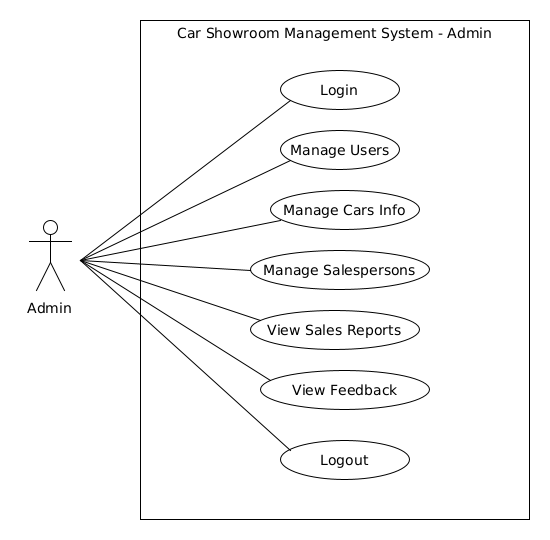 Car Showroom Management System - Admin
Login
Manage Users
Manage Cars Info
Manage Salespersons
Admin
View Sales Reports
View Feedback
Logout